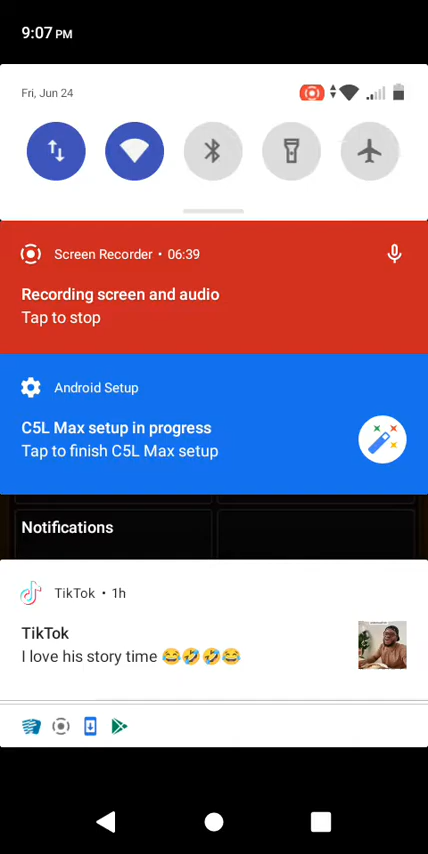 9:07 PM
Fri, Jun 24
Screen Recorder • 06:39
Recording screen and audio
Tap to stop
Android Setup
C5L Max setup in progress
Tap to finish C5L Max setup
Notifications
TikTok • 1h
TikTok
I love his story time 😂🤣🤣😂